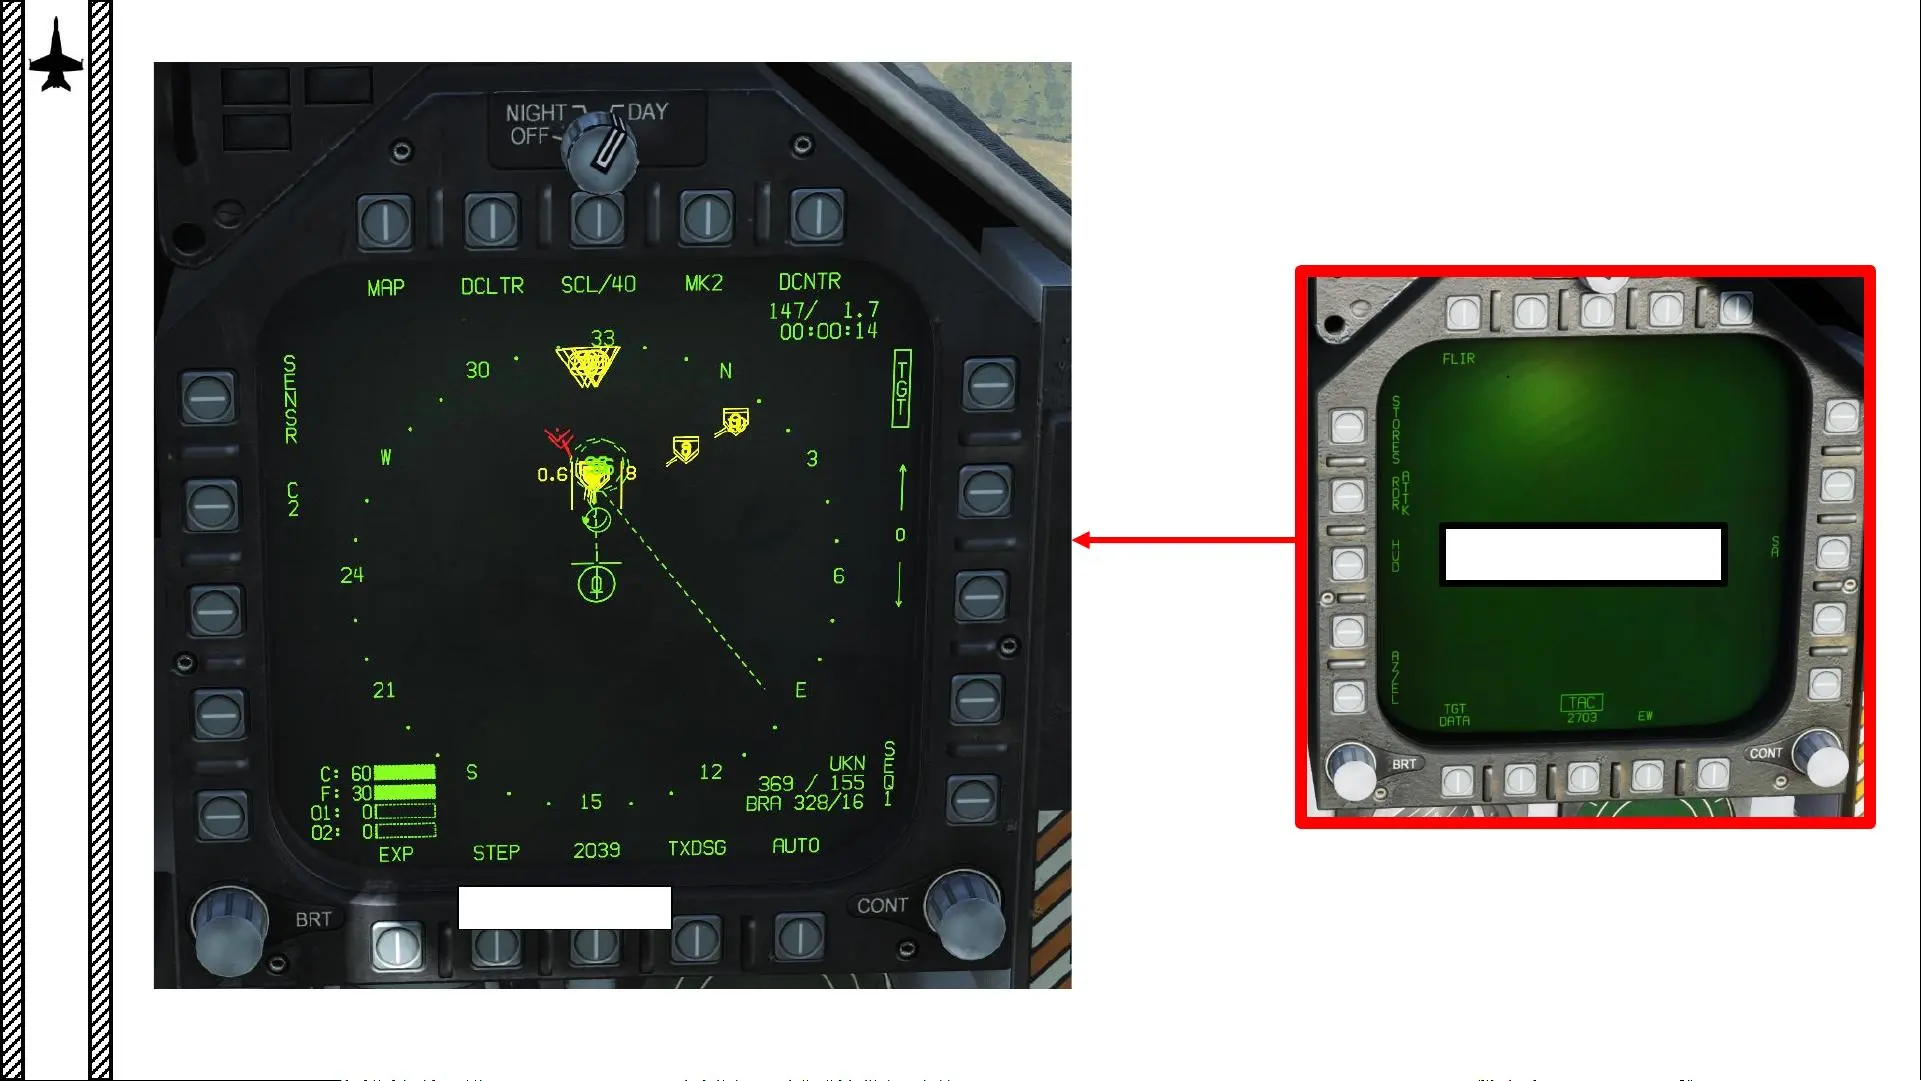 NIGHT DAY
OFF
MAP DCLTR SCL/40 MK2 DCNTR
147/ 1.7
00:00:14
33
30 N
SENSR
TGT
W 3
0.6 8
C2
0
24 6
21 E
S 12
15
C: 60
F: 30
O1: 0
O2: 0
UKN
369 / 155
BRA 328/16
SEQ 1
EXP STEP 2039 TXDSG AUTO
BRT CONT
FLIR
STORES
RDR ATTK
HUD
SA
AZ/EL
TGT DATA
TAC
2703
EW
BRT CONT